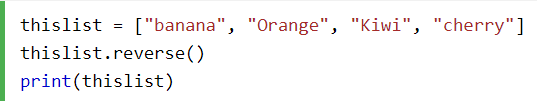 thislist = ["banana", "Orange", "Kiwi", "cherry"]
thislist.reverse()
print(thislist)